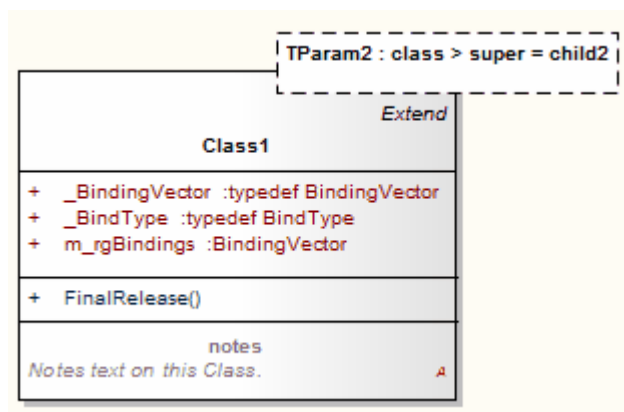 TParam2 : class > super = child2
Extend
Class1
+ _BindingVector :typedef BindingVector
+ _BindType :typedef BindType
+ m_rgBindings :BindingVector
+ FinalRelease()
notes
Notes text on this Class.
A